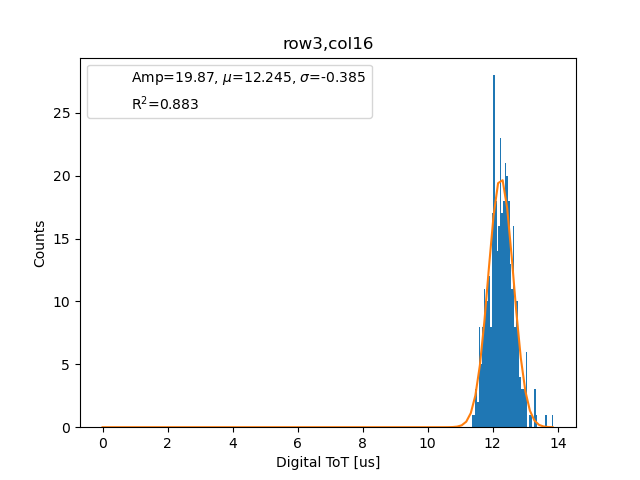 row3,col16
Amp=19.87, μ=12.245, σ=-0.385
R²=0.883
25
20
15
10
5
0
Counts
0 2 4 6 8 10 12 14
Digital ToT [us]